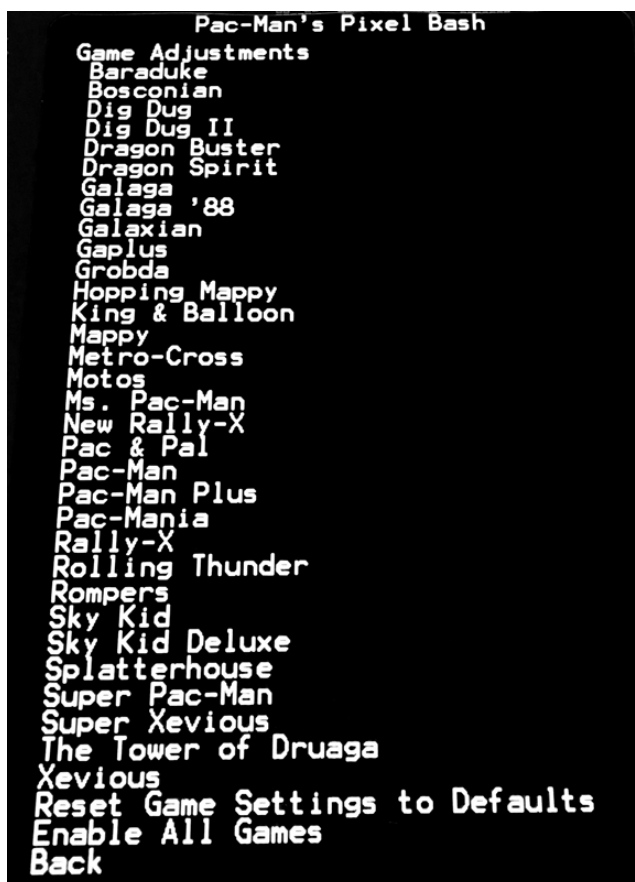 Pac-Man's Pixel Bash
Game Adjustments
Baraduke
Bosconian
Dig Dug
Dig Dug II
Dragon Buster
Dragon Spirit
Galaga
Galaga '88
Galaxian
Gaplus
Grobda
Hopping Mappy
King & Balloon
Mappy
Metro-Cross
Motos
Ms. Pac-Man
New Rally-X
Pac & Pal
Pac-Man
Pac-Man Plus
Pac-Mania
Rally-X
Rolling Thunder
Rompers
Sky Kid
Sky Kid Deluxe
Splatterhouse
Super Pac-Man
Super Xevious
The Tower of Druaga
Xevious
Reset Game Settings to Defaults
Enable All Games
Back